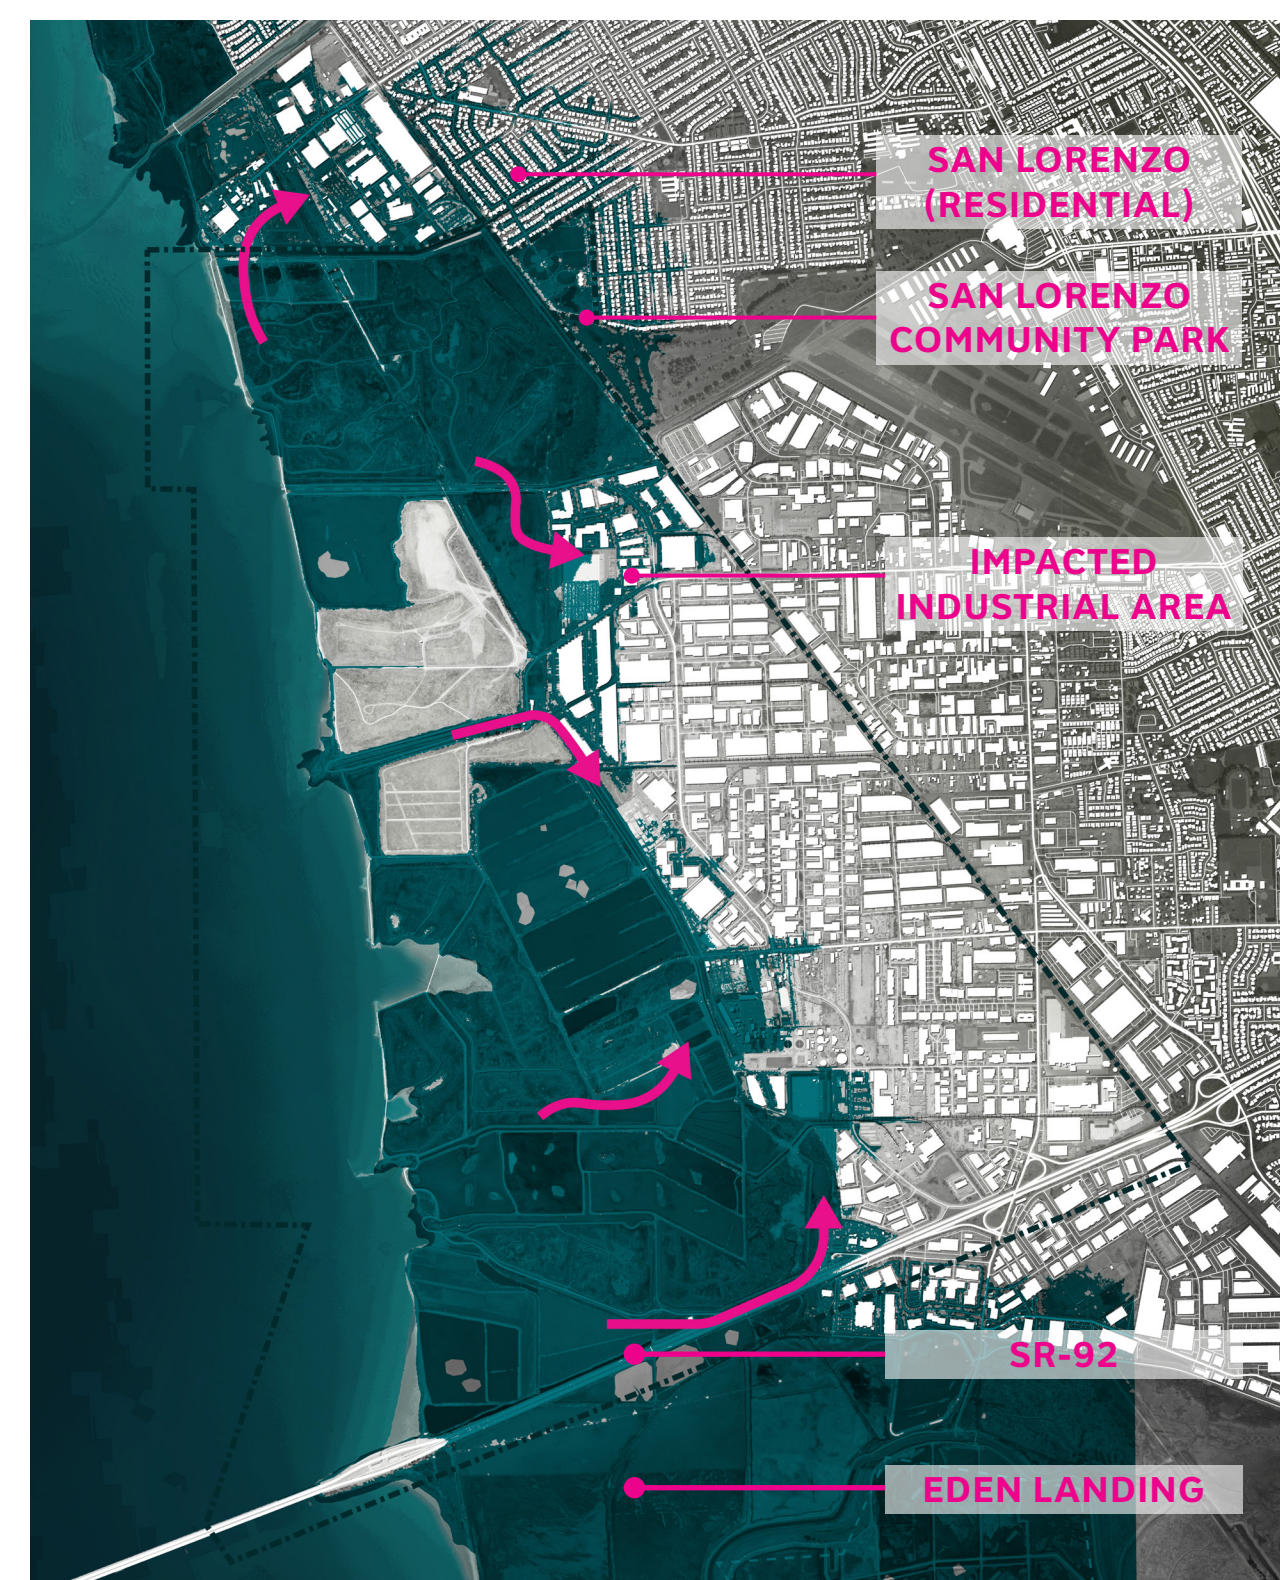 SAN LORENZO
(RESIDENTIAL)
SAN LORENZO
COMMUNITY PARK
IMPACTED
INDUSTRIAL AREA
SR-92
EDEN LANDING